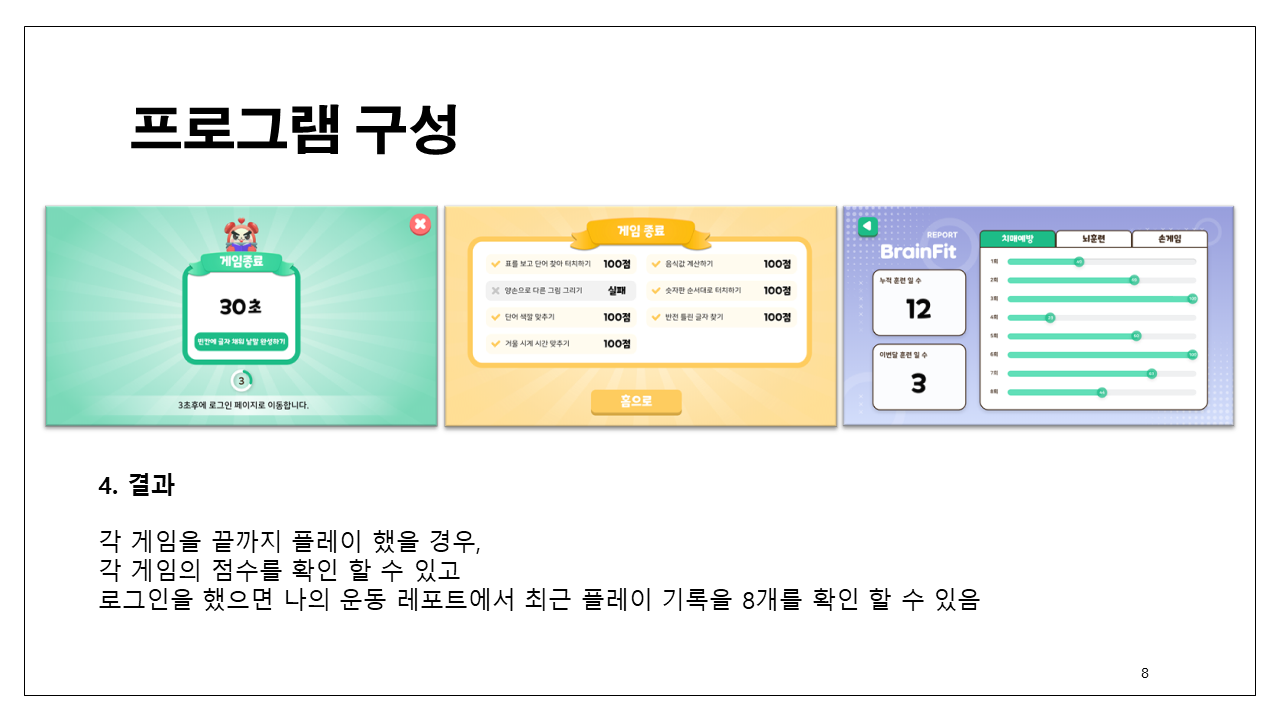 프로그램 구성
게임종료
30초
빈칸에 글자 채워 낱말 완성하기
3
3초후에 로그인 페이지로 이동합니다.
게임 종료
표를 보고 단어 찾아 터치하기 100점
음식값 계산하기 100점
양손으로 다른 그림 그리기 실패
숫자판 순서대로 터치하기 100점
단어 색깔 맞추기 100점
반전 틀린 글자 찾기 100점
거울 시계 시간 맞추기 100점
홈으로
REPORT
BrainFit
누적 훈련 일 수
12
이번달 훈련 일 수
3
치매예방 뇌훈련 손게임
1회
2회
3회
4회
5회
6회
7회
8회
4. 결과
각 게임을 끝까지 플레이 했을 경우,
각 게임의 점수를 확인 할 수 있고
로그인을 했으면 나의 운동 레포트에서 최근 플레이 기록을 8개를 확인 할 수 있음
8